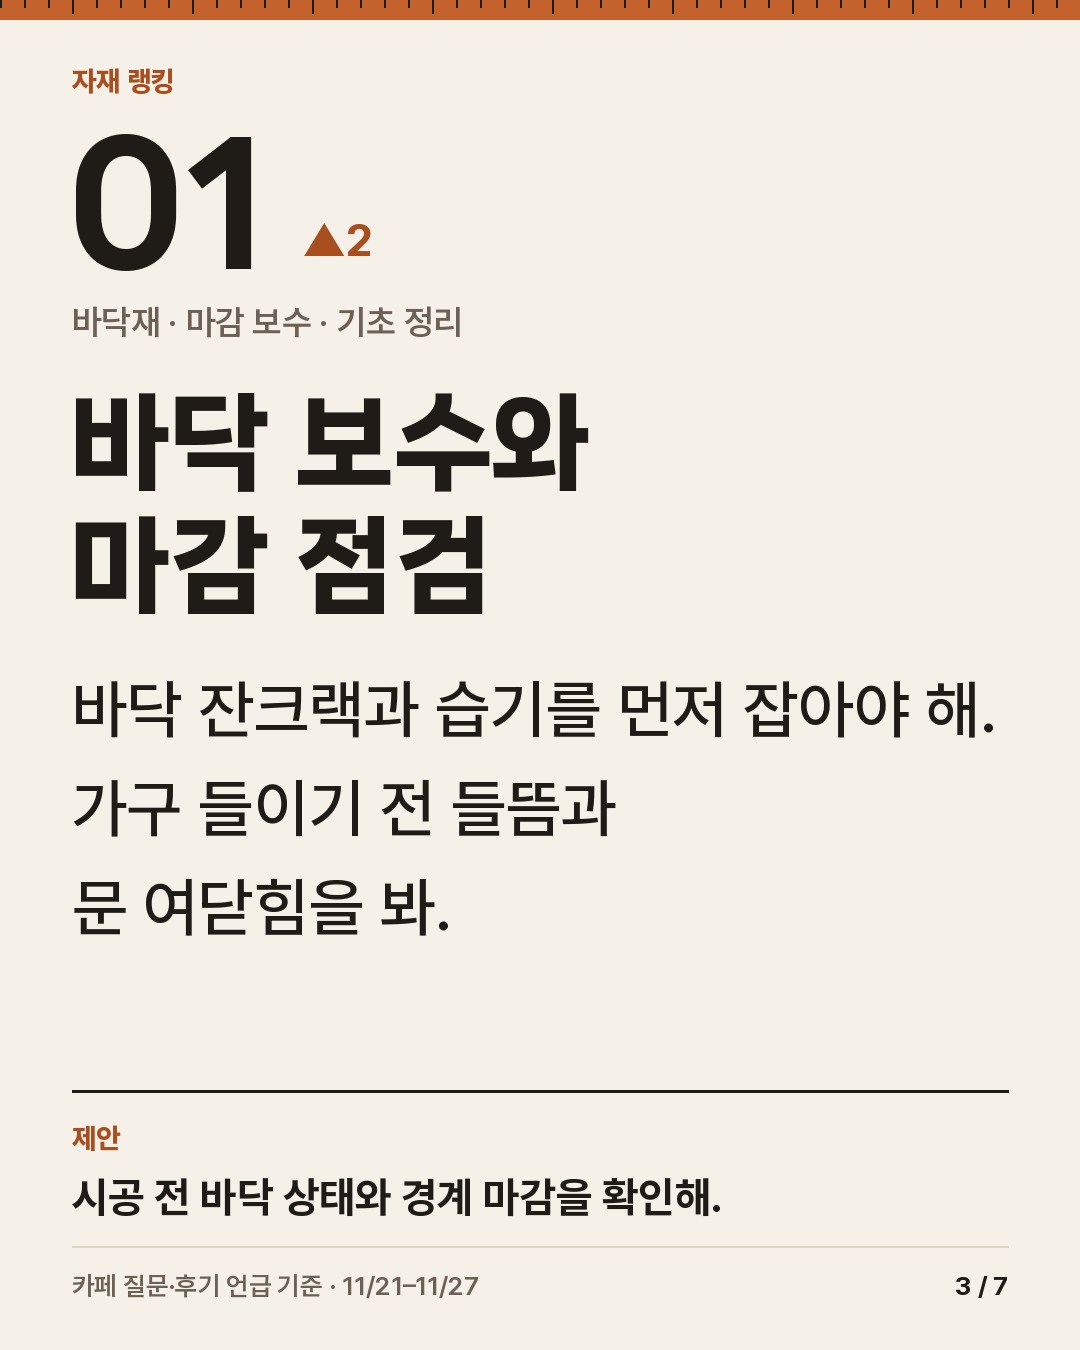 자재 랭킹
01 ▲2
바닥재 · 마감 보수 · 기초 정리
바닥 보수와
마감 점검
바닥 잔크랙과 습기를 먼저 잡아야 해.
가구 들이기 전 들뜸과
문 여닫힘을 봐.
제안
시공 전 바닥 상태와 경계 마감을 확인해.
카페 질문·후기 언급 기준 · 11/21–11/27
3 / 7